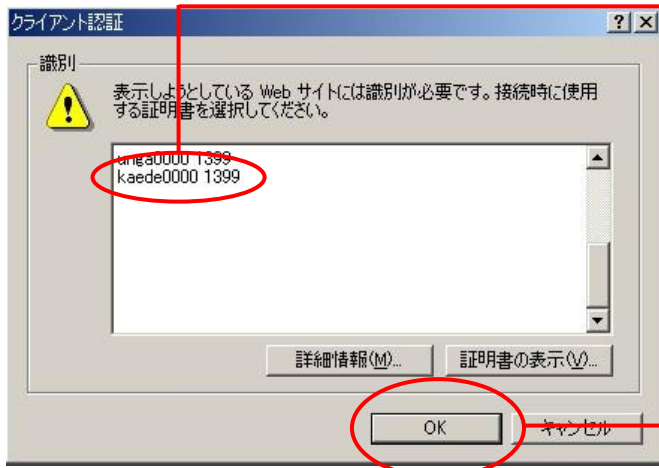 クライアント認証
識別
表示しようとしている Web サイトには識別が必要です。接続時に使用
する証明書を選択してください。
unga0000 1399
kaede0000 1399
詳細情報(M)... 証明書の表示(V)...
OK キャンセル